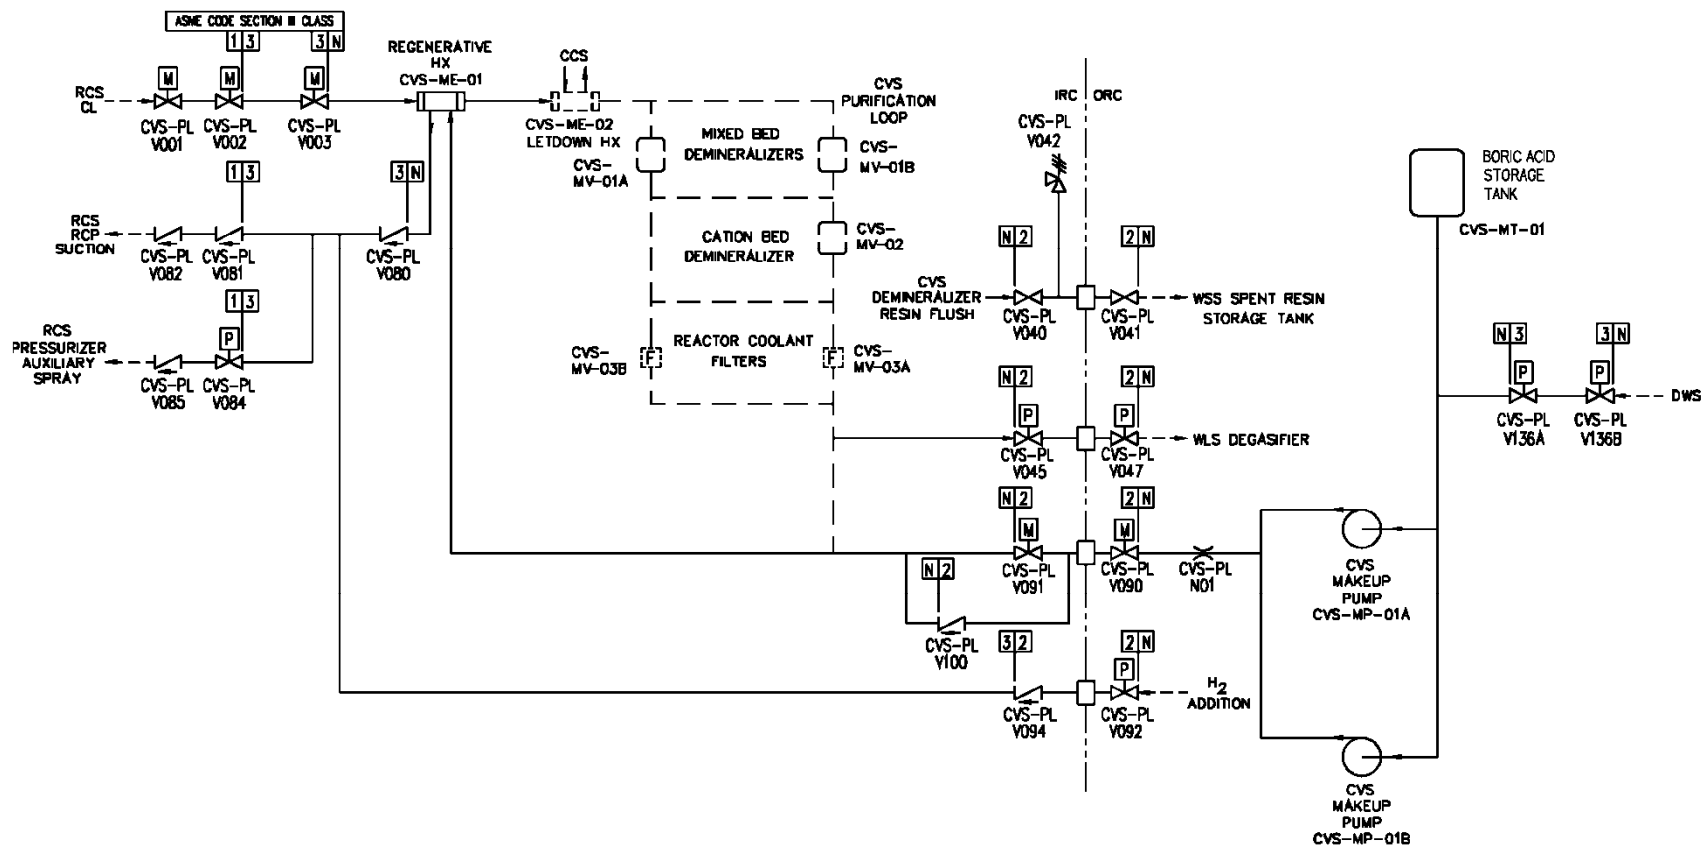 ASME CODE SECTION III CLASS
1 3
3 N
M
M
M
RCS
CL
CVS-PL
V001
CVS-PL
V002
CVS-PL
V003
REGENERATIVE
HX
CVS-ME-01
CCS
CVS-ME-02
LETDOWN HX
CVS
PURIFICATION
LOOP
MIXED BED
DEMINERALIZERS
CVS-
MV-01A
CVS-
MV-01B
CATION BED
DEMINERALIZER
CVS-
MV-02
REACTOR COOLANT
FILTERS
F
CVS-
MV-03B
F
CVS-
MV-03A
1 3
3 N
RCS
RCP
SUCTION
CVS-PL
V082
CVS-PL
V081
CVS-PL
V080
1 3
P
RCS
PRESSURIZER
AUXILIARY
SPRAY
CVS-PL
V085
CVS-PL
V084
IRC
ORC
CVS-PL
V042
N 2
2 N
CVS
DEMINERALIZER
RESIN FLUSH
CVS-PL
V040
CVS-PL
V041
WSS SPENT RESIN
STORAGE TANK
N 2
2 N
P
P
CVS-PL
V045
CVS-PL
V047
WLS DEGASIFIER
N 2
2 N
M
M
CVS-PL
V091
CVS-PL
V090
CVS-PL
N01
N 2
CVS-PL
V100
3 2
2 N
P
CVS-PL
V094
CVS-PL
V092
H2
ADDITION
BORIC ACID
STORAGE
TANK
CVS-MT-01
N 3
3 N
P
P
CVS-PL
V136A
CVS-PL
V136B
DWS
CVS
MAKEUP
PUMP
CVS-MP-01A
CVS
MAKEUP
PUMP
CVS-MP-01B